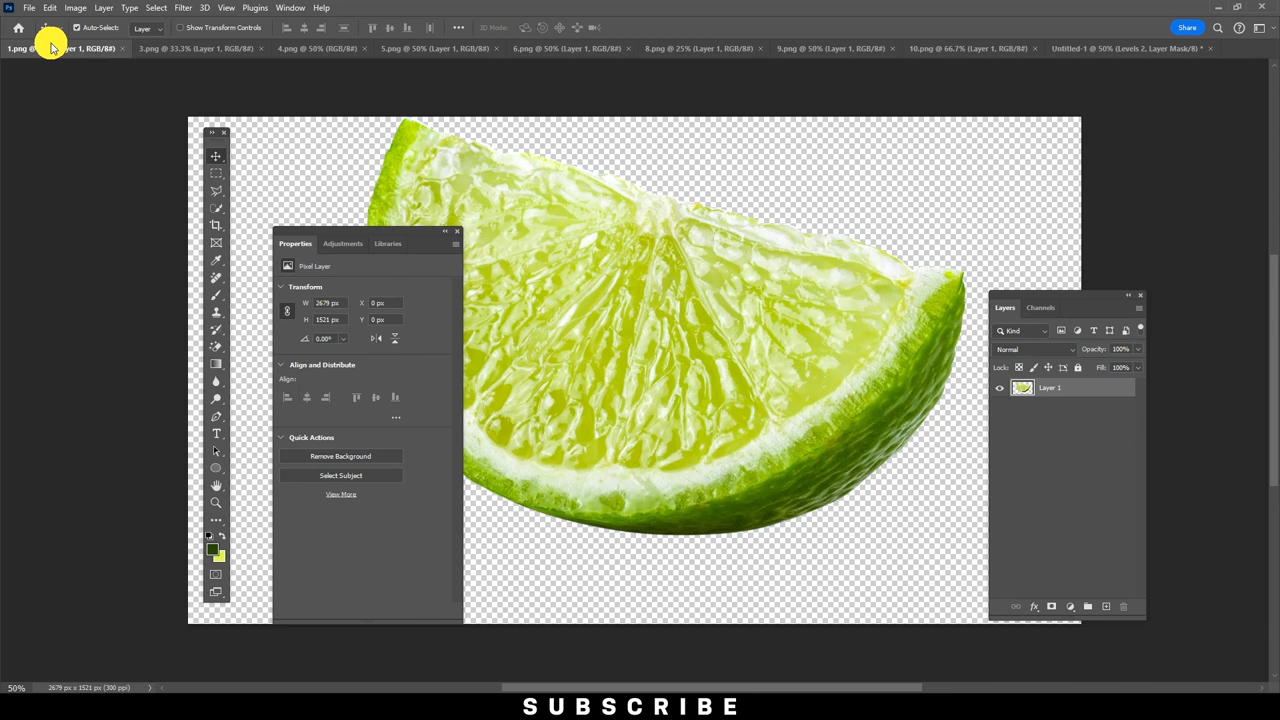 Ps File Edit Image Layer Type Select Filter 3D View Plugins Window Help
Auto-Select: Layer Show Transform Controls 3D Mode: Share
1.png @ Layer 1, RGB/8#) × 3.png @ 33.3% (Layer 1, RGB/8#) × 4.png @ 50% (RGB/8#) × 5.png @ 50% (Layer 1, RGB/8#) × 6.png @ 50% (Layer 1, RGB/8#) × 8.png @ 25% (Layer 1, RGB/8#) × 9.png @ 50% (Layer 1, RGB/8#) × 10.png @ 66.7% (Layer 1, RGB/8#) × Untitled-1 @ 50% (Levels 2, Layer Mask/8) * ×
Properties Adjustments Libraries
Pixel Layer
Transform
W 2679 px X 0 px
H 1521 px Y 0 px
0.00°
Align and Distribute
Align:
Quick Actions
Remove Background
Select Subject
View More
Layers Channels
Kind
Normal Opacity: 100%
Lock: Fill: 100%
Layer 1
fx
50% 2679 px x 1521 px (300 ppi)
SUBSCRIBE